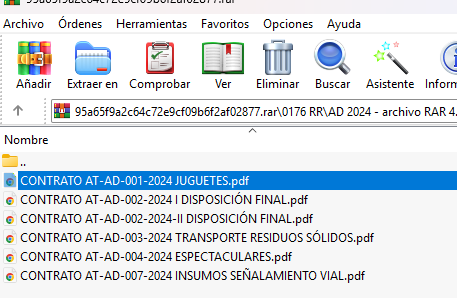 95a65f9a2c64c72e9cf09b6f2af02877.rar
Archivo Órdenes Herramientas Favoritos Opciones Ayuda
Añadir Extraer en Comprobar Ver Eliminar Buscar Asistente Inform
95a65f9a2c64c72e9cf09b6f2af02877.rar\0176 RR\AD 2024 - archivo RAR 4.
Nombre
..
CONTRATO AT-AD-001-2024 JUGUETES.pdf
CONTRATO AT-AD-002-2024 I DISPOSICIÓN FINAL.pdf
CONTRATO AT-AD-002-2024-II DISPOSICIÓN FINAL.pdf
CONTRATO AT-AD-003-2024 TRANSPORTE RESIDUOS SÓLIDOS.pdf
CONTRATO AT-AD-004-2024 ESPECTACULARES.pdf
CONTRATO AT-AD-007-2024 INSUMOS SEÑALAMIENTO VIAL.pdf